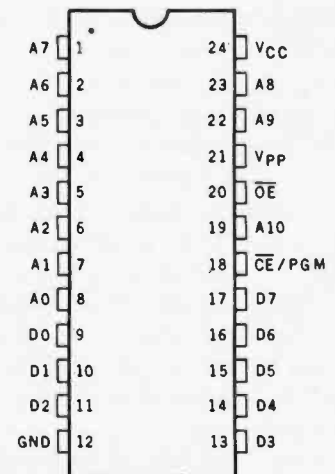 A7 1 24 VCC
A6 2 23 A8
A5 3 22 A9
A4 4 21 VPP
A3 5 20 OE
A2 6 19 A10
A1 7 18 CE/PGM
A0 8 17 D7
D0 9 16 D6
D1 10 15 D5
D2 11 14 D4
GND 12 13 D3